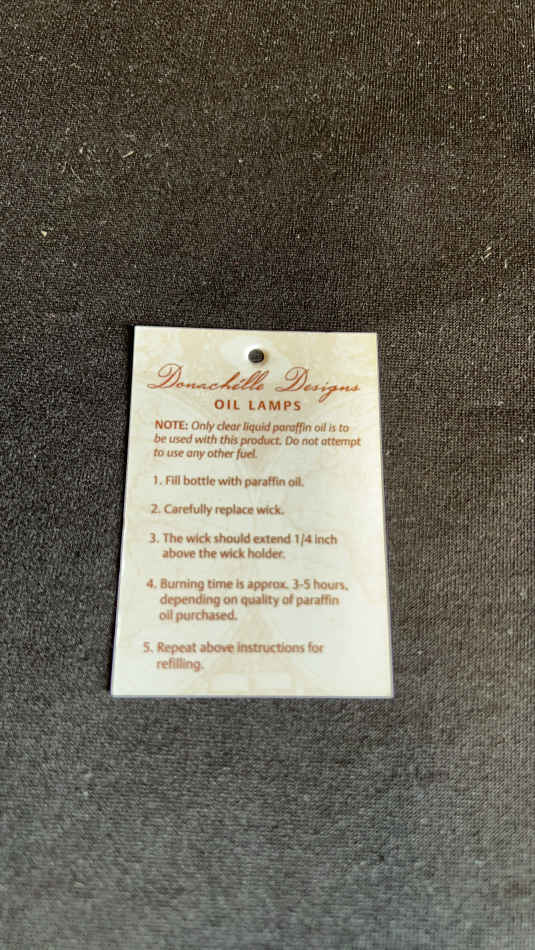 Donachélle Designs
OIL LAMPS
NOTE: Only clear liquid paraffin oil is to
be used with this product. Do not attempt
to use any other fuel.
1. Fill bottle with paraffin oil.
2. Carefully replace wick.
3. The wick should extend 1/4 inch
above the wick holder.
4. Burning time is approx. 3-5 hours,
depending on quality of paraffin
oil purchased.
5. Repeat above instructions for
refilling.